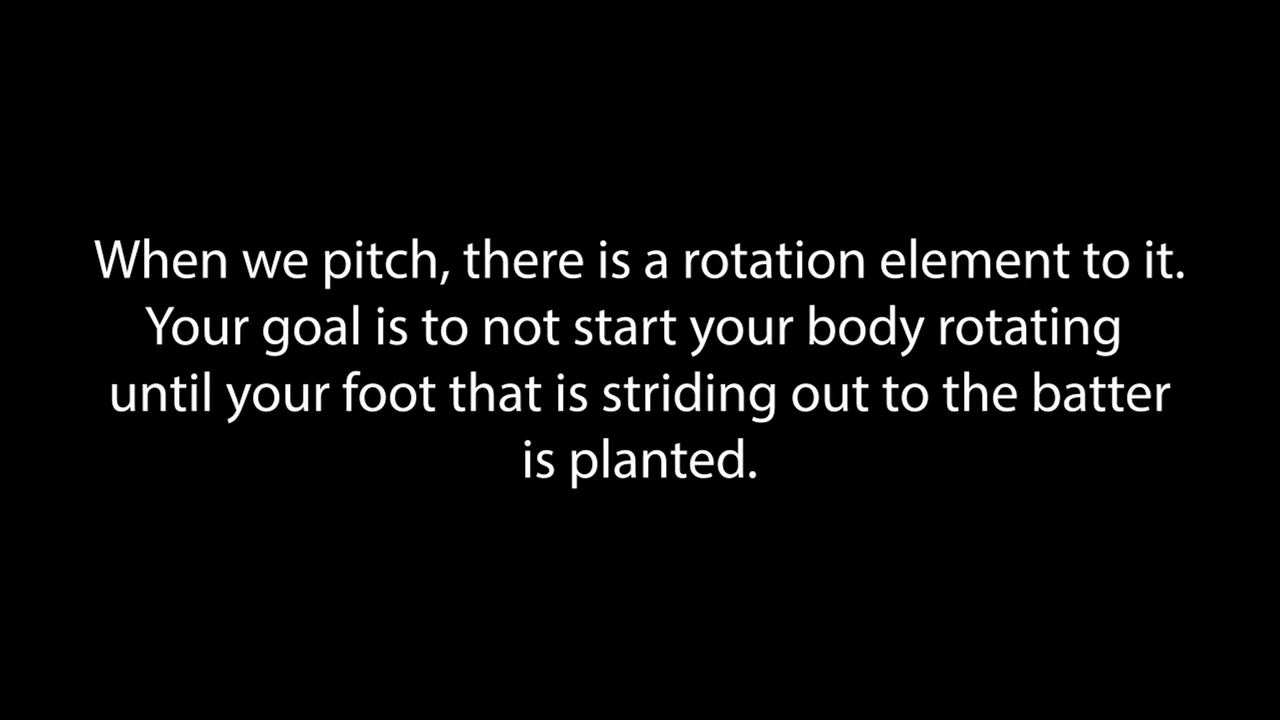 When we pitch, there is a rotation element to it.
Your goal is to not start your body rotating
until your foot that is striding out to the batter
is planted.